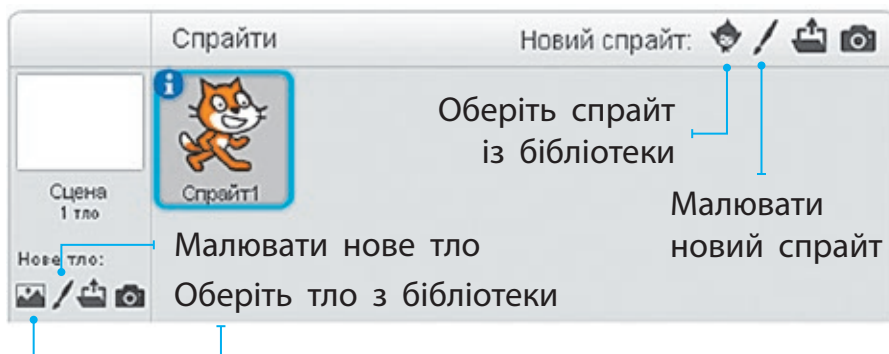 Спрайти
Новий спрайт:
Оберіть спрайт
із бібліотеки
Малювати
новий спрайт
Спрайт1
Сцена
1 тло
Нове тло:
Малювати нове тло
Оберіть тло з бібліотеки